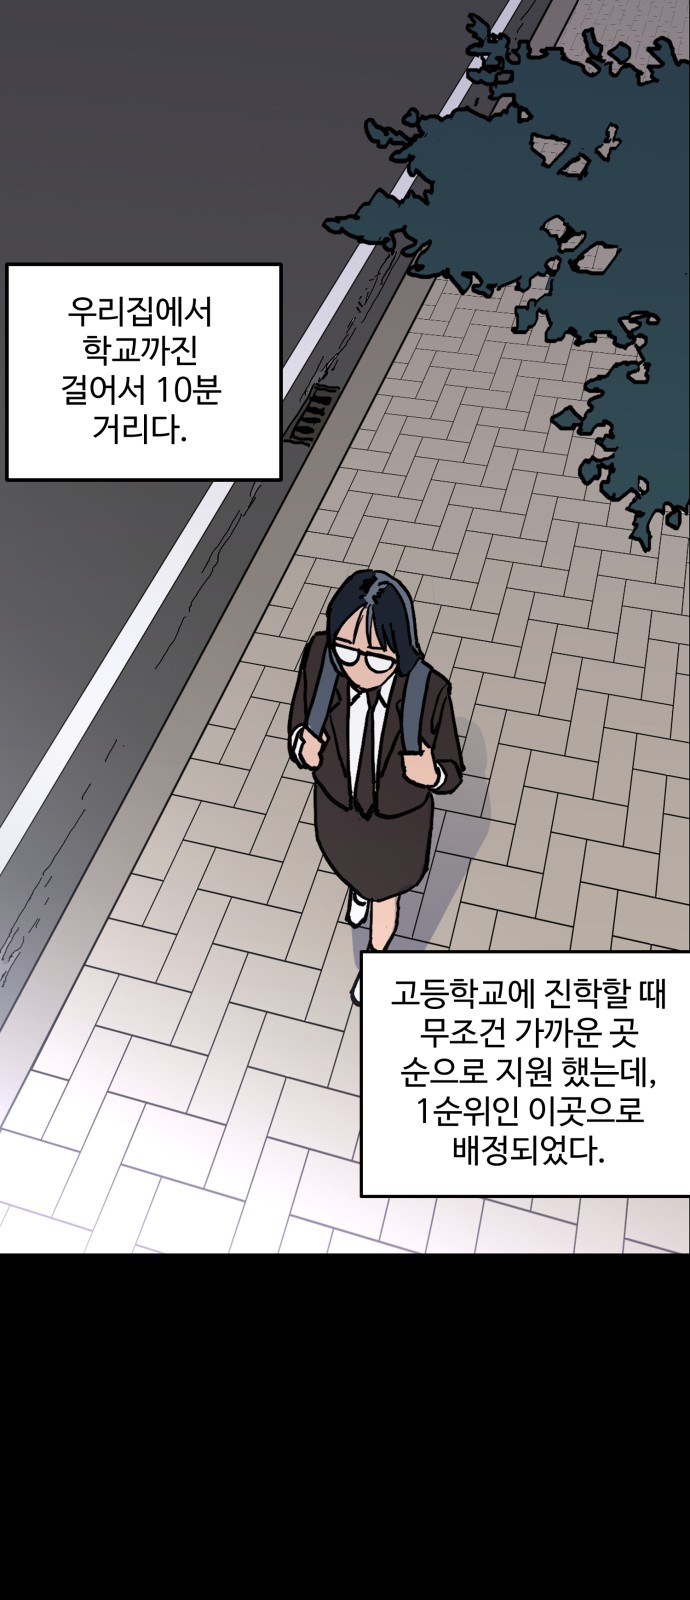 우리집에서
학교까진
걸어서 10분
거리다.
고등학교에 진학할 때
무조건 가까운 곳
순으로 지원 했는데,
1순위인 이곳으로
배정되었다.